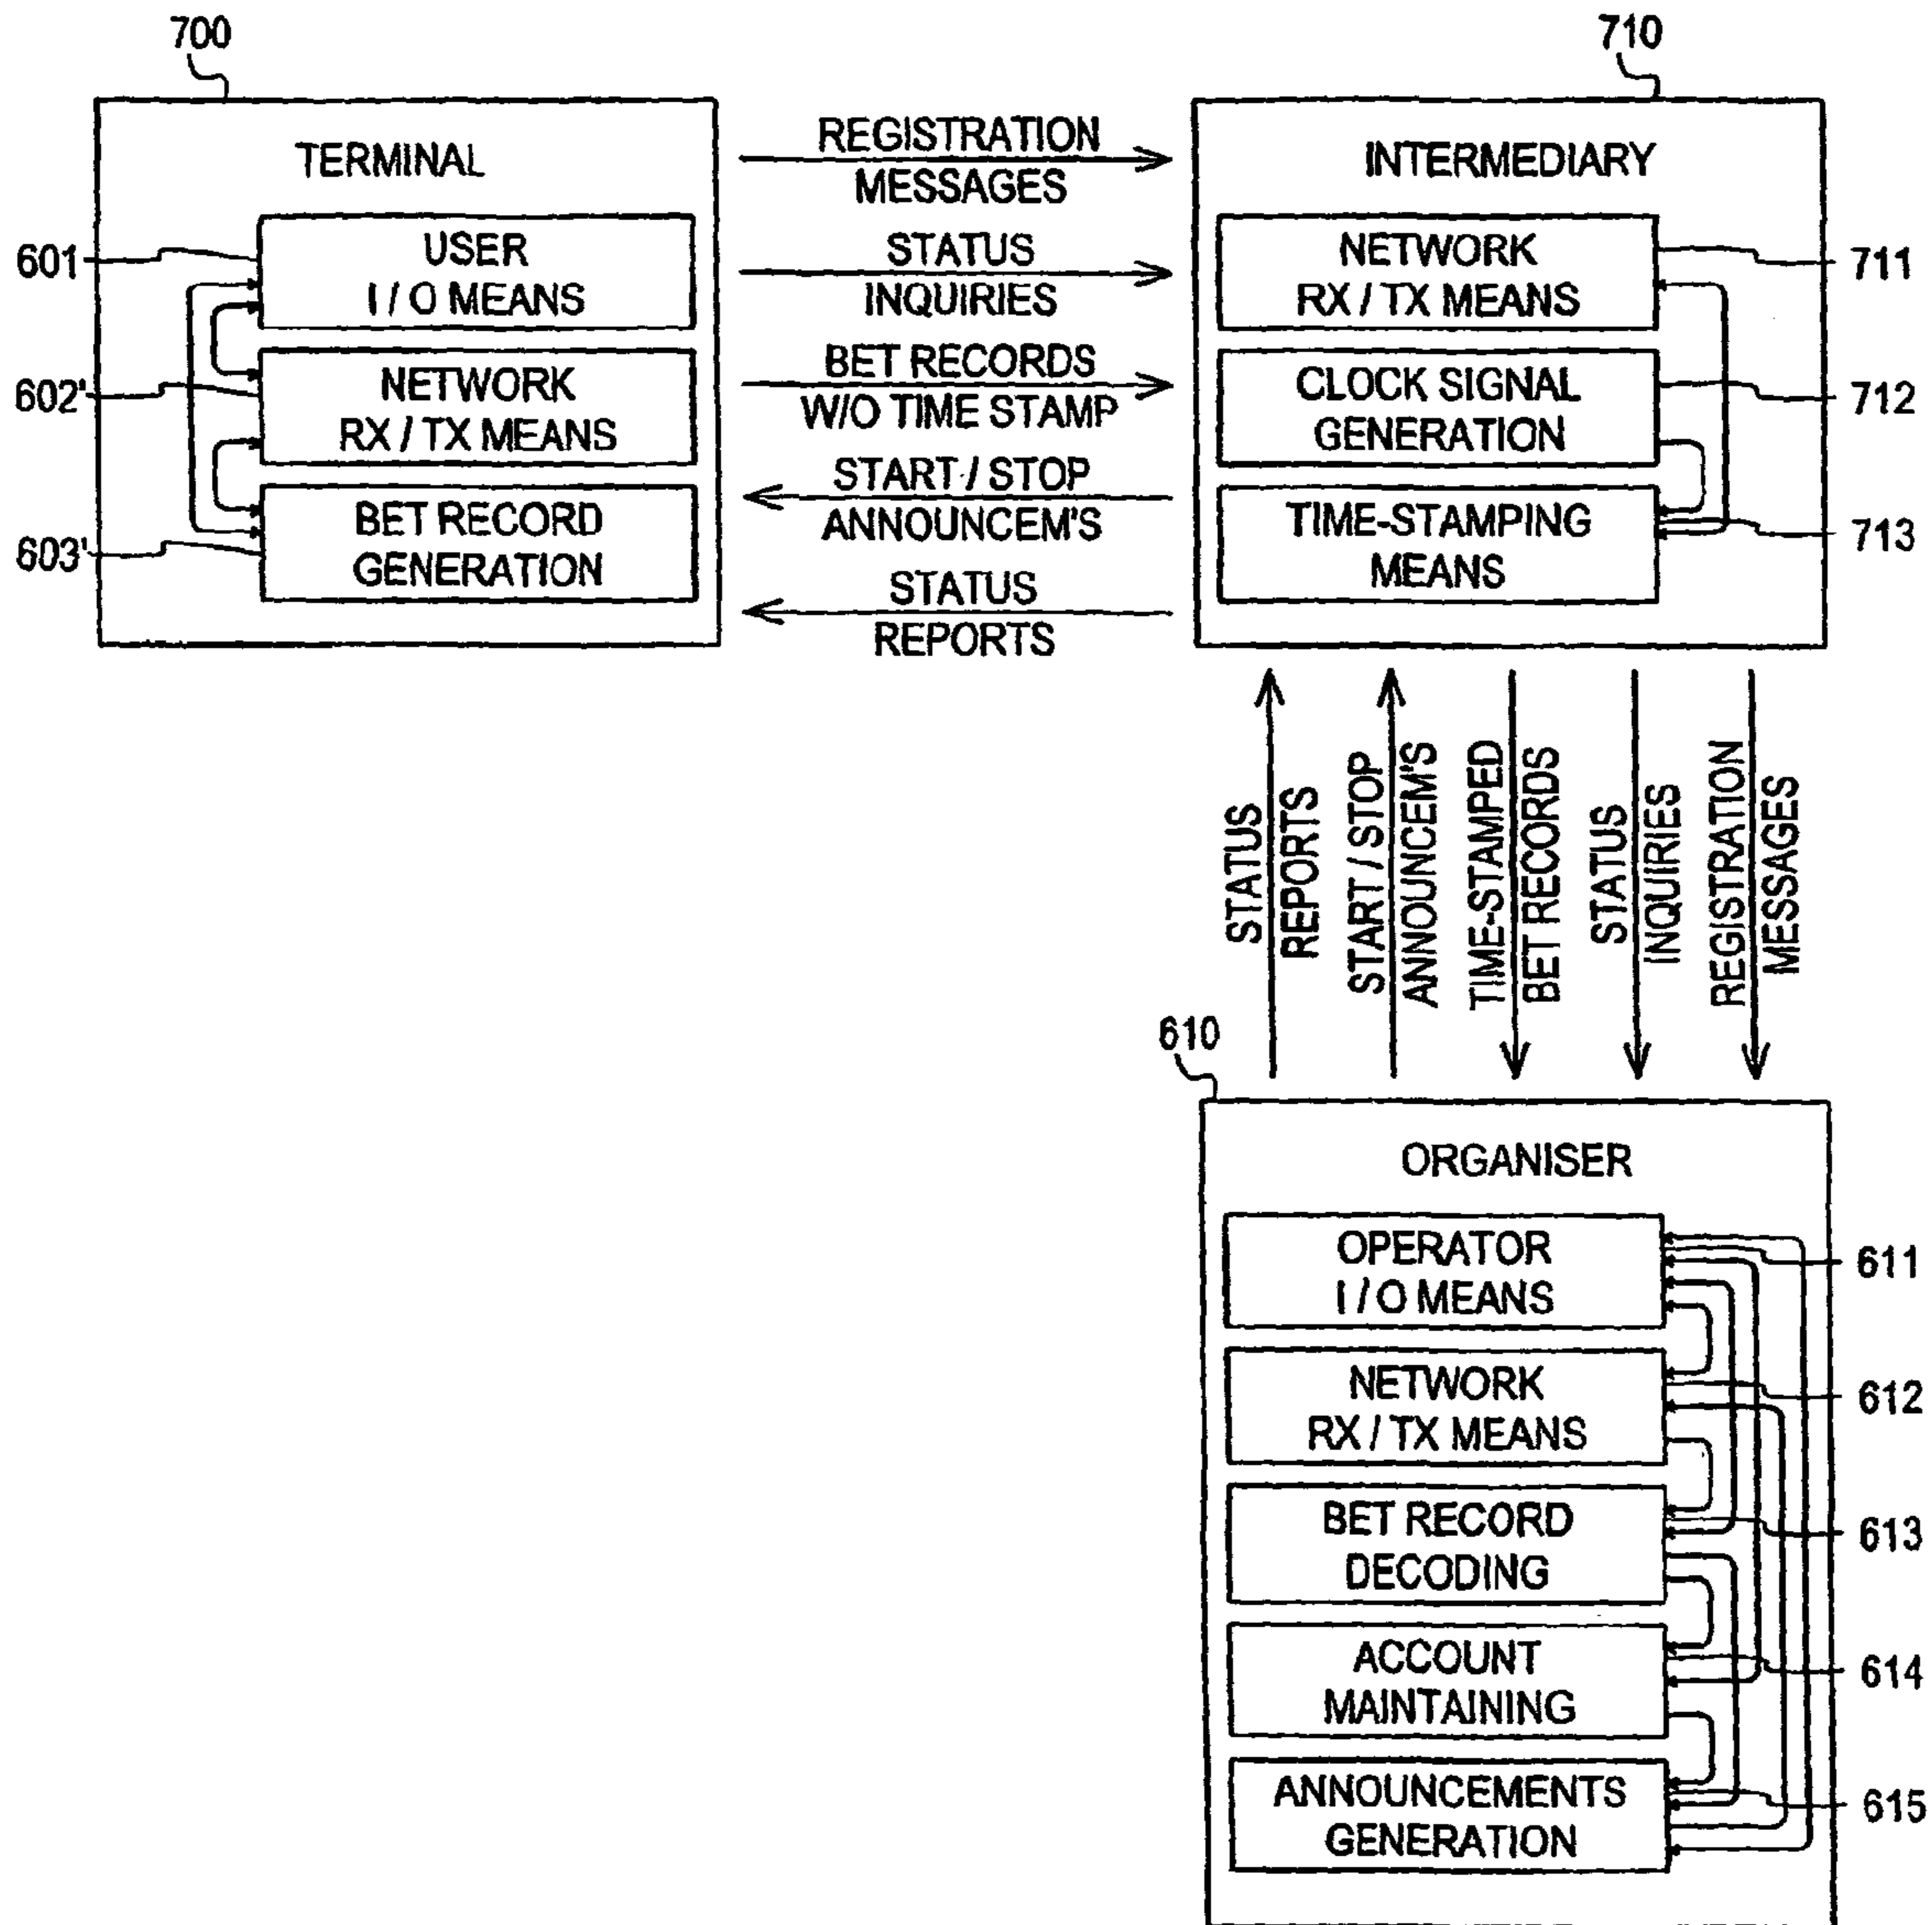 700
710
TERMINAL
601
USER
I / O MEANS
602'
NETWORK
RX / TX MEANS
603'
BET RECORD
GENERATION
REGISTRATION
MESSAGES
STATUS
INQUIRIES
BET RECORDS
W/O TIME STAMP
START / STOP
ANNOUNCEM'S
STATUS
REPORTS
INTERMEDIARY
NETWORK
RX / TX MEANS
711
CLOCK SIGNAL
GENERATION
712
TIME-STAMPING
MEANS
713
STATUS
REPORTS
START / STOP
ANNOUNCEM'S
TIME-STAMPED
BET RECORDS
STATUS
INQUIRIES
REGISTRATION
MESSAGES
610
ORGANISER
OPERATOR
I / O MEANS
611
NETWORK
RX / TX MEANS
612
BET RECORD
DECODING
613
ACCOUNT
MAINTAINING
614
ANNOUNCEMENTS
GENERATION
615